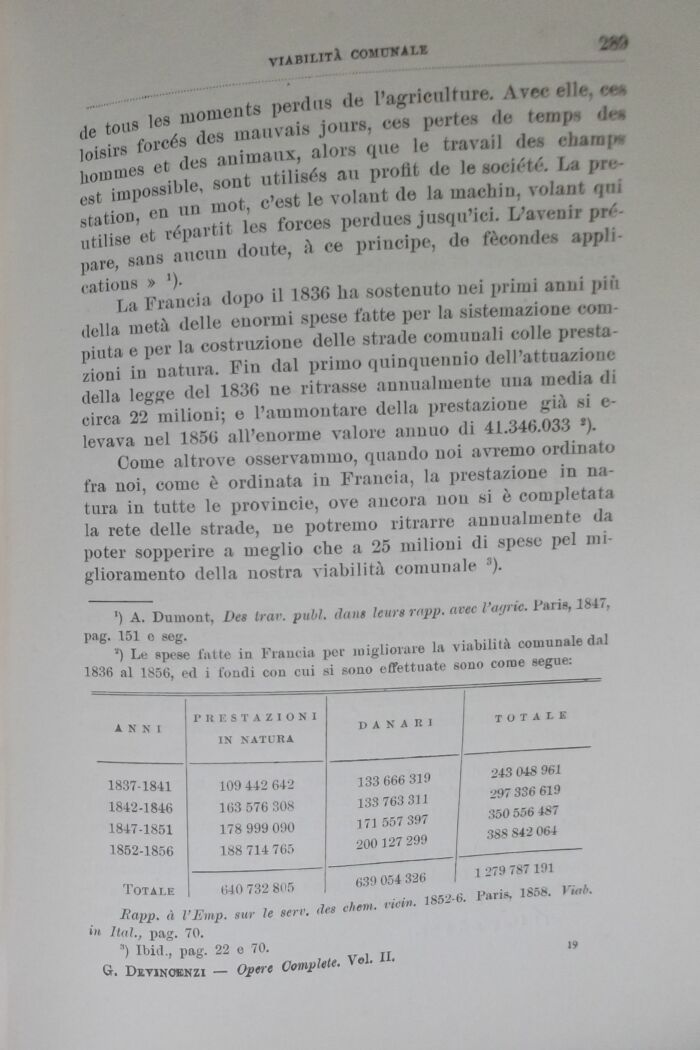 VIABILITÀ COMUNALE 289
de tous les moments perdus de l'agriculture. Avec elle, ces
loisirs forcés des mauvais jours, ces pertes de temps des
hommes et des animaux, alors que le travail des champs
est impossible, sont utilisés au profit de le société. La pre-
station, en un mot, c'est le volant de la machin, volant qui
utilise et répartit les forces perdues jusqu'ici. L'avenir pré-
pare, sans aucun doute, à ce principe, de fècondes appli-
cations » ¹).
La Francia dopo il 1836 ha sostenuto nei primi anni più
della metà delle enormi spese fatte per la sistemazione com-
piuta e per la costruzione delle strade comunali colle presta-
zioni in natura. Fin dal primo quinquennio dell'attuazione
della legge del 1836 ne ritrasse annualmente una media di
circa 22 milioni; e l'ammontare della prestazione già si e-
levava nel 1856 all'enorme valore annuo di 41.346.033 ²).
Come altrove osservammo, quando noi avremo ordinato
fra noi, come è ordinata in Francia, la prestazione in na-
tura in tutte le provincie, ove ancora non si è completata
la rete delle strade, ne potremo ritrarre annualmente da
poter sopperire a meglio che a 25 milioni di spese pel mi-
glioramento della nostra viabilità comunale ³).
¹) A. Dumont, Des trav. publ. dans leurs rapp. avec l'agric. Paris, 1847,
pag. 151 e seg.
²) Le spese fatte in Francia per migliorare la viabilità comunale dal
1836 al 1856, ed i fondi con cui si sono effettuate sono come segue:
ANNI PRESTAZIONI IN NATURA DANARI TOTALE
1837-1841 109 442 642 133 666 319 243 048 961
1842-1846 163 576 308 133 763 311 297 336 619
1847-1851 178 999 090 171 557 397 350 556 487
1852-1856 188 714 765 200 127 299 388 842 064
TOTALE 640 732 805 639 054 326 1 279 787 191
Rapp. à l'Emp. sur le serv. des chem. vicin. 1852-6. Paris, 1858. Viab.
in Ital., pag. 70.
³) Ibid., pag. 22 e 70.
G. DEVINCENZI — Opere Complete. Vol. II. 19